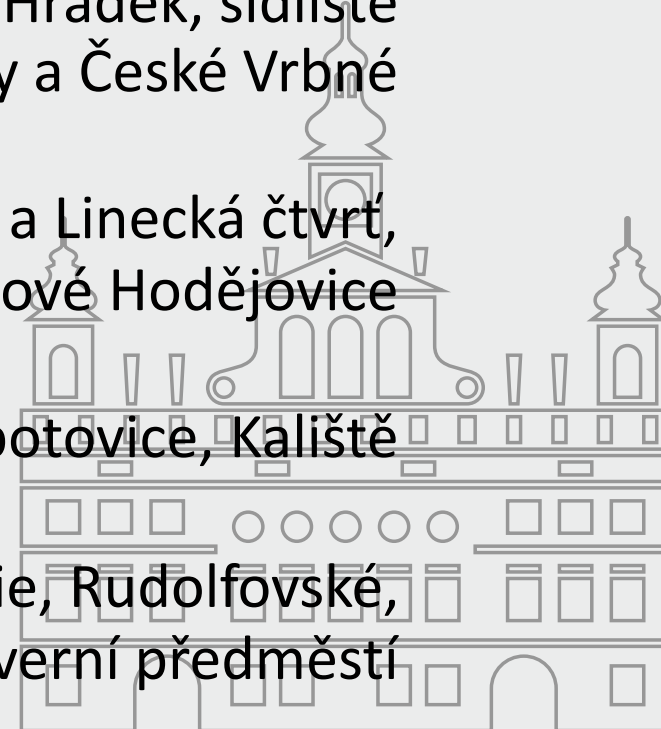 Hrádek, sídliště
y a České Vrbné
a Linecká čtvrť,
ové Hodějovice
potovice, Kaliště
ie, Rudolfovské,
verní předměstí